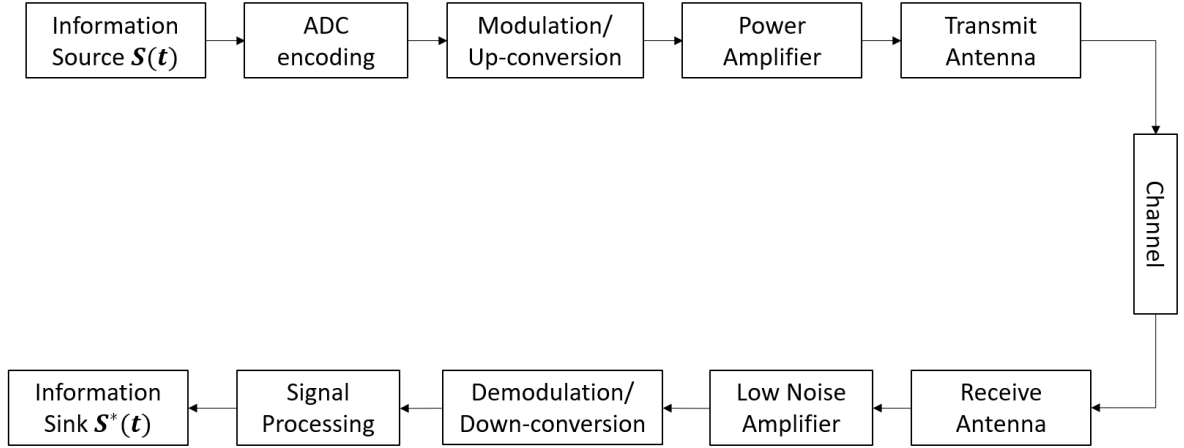 Information
Source S(t)
ADC
encoding
Modulation/
Up-conversion
Power
Amplifier
Transmit
Antenna
Channel
Information
Sink S*(t)
Signal
Processing
Demodulation/
Down-conversion
Low Noise
Amplifier
Receive
Antenna